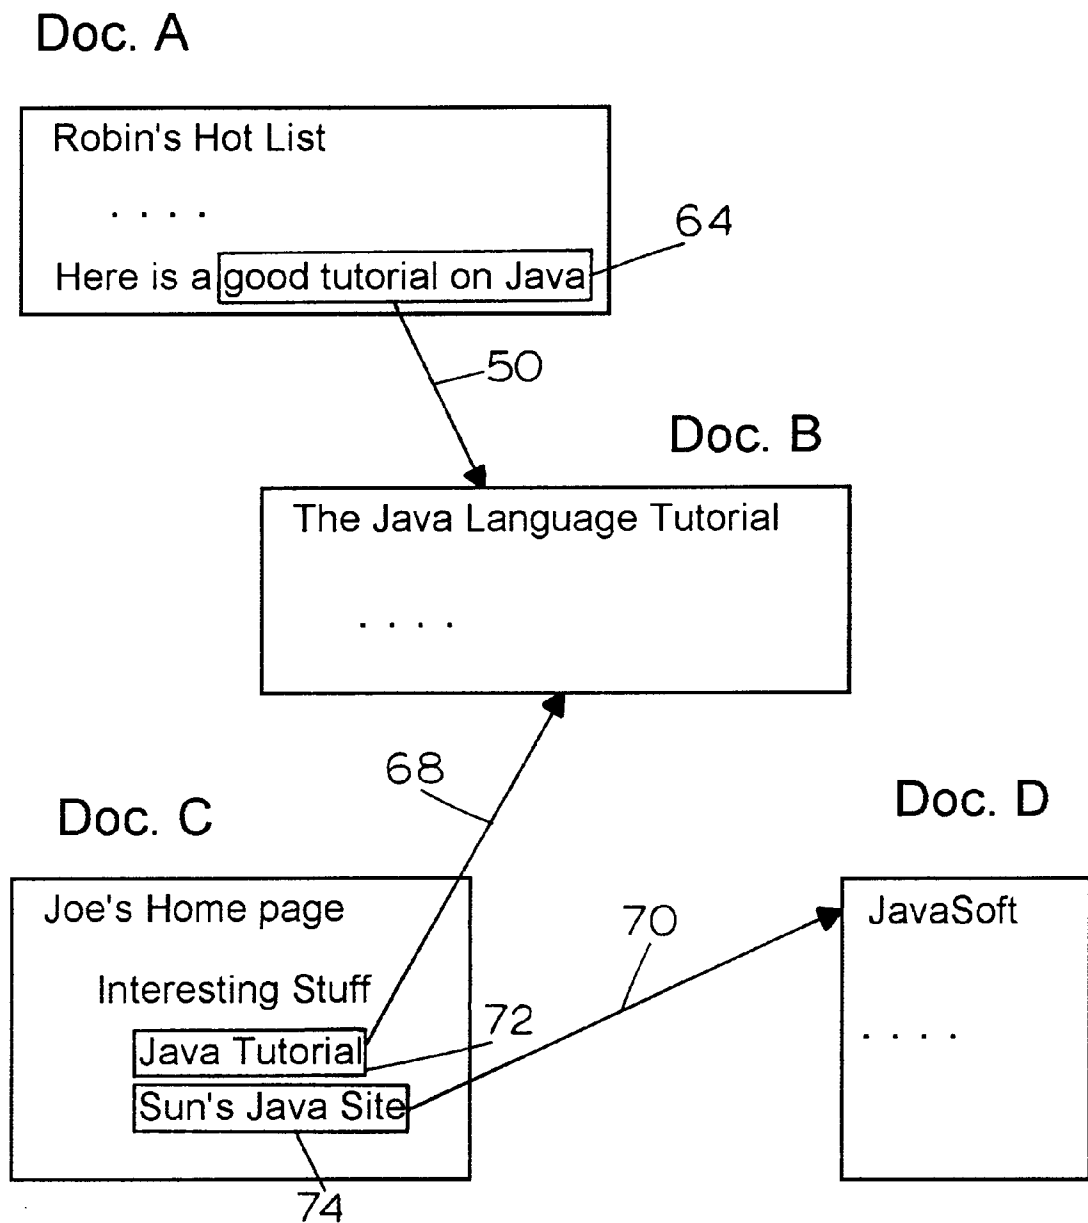 Doc. A
Robin's Hot List
. . . .
64
Here is a good tutorial on Java
50
Doc. B
The Java Language Tutorial
. . . .
68
Doc. C
Doc. D
Joe's Home page
70
JavaSoft
Interesting Stuff
72
Java Tutorial
. . . .
Sun's Java Site
74